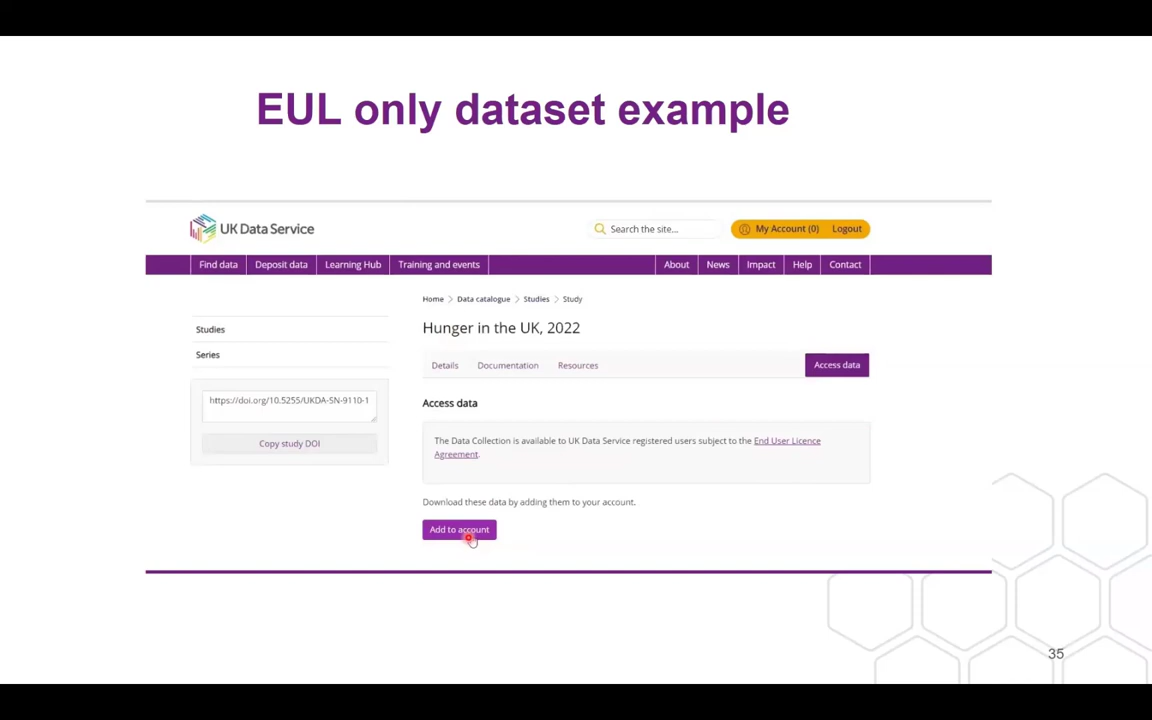 EUL only dataset example
UK Data Service
Search the site...
My Account (0) Logout
Find data Deposit data Learning Hub Training and events About News Impact Help Contact
Home > Data catalogue > Studies > Study
Studies
Series
https://doi.org/10.5255/UKDA-SN-9110-1
Copy study DOI
Hunger in the UK, 2022
Details Documentation Resources Access data
Access data
The Data Collection is available to UK Data Service registered users subject to the End User Licence
Agreement.
Download these data by adding them to your account.
Add to account
35